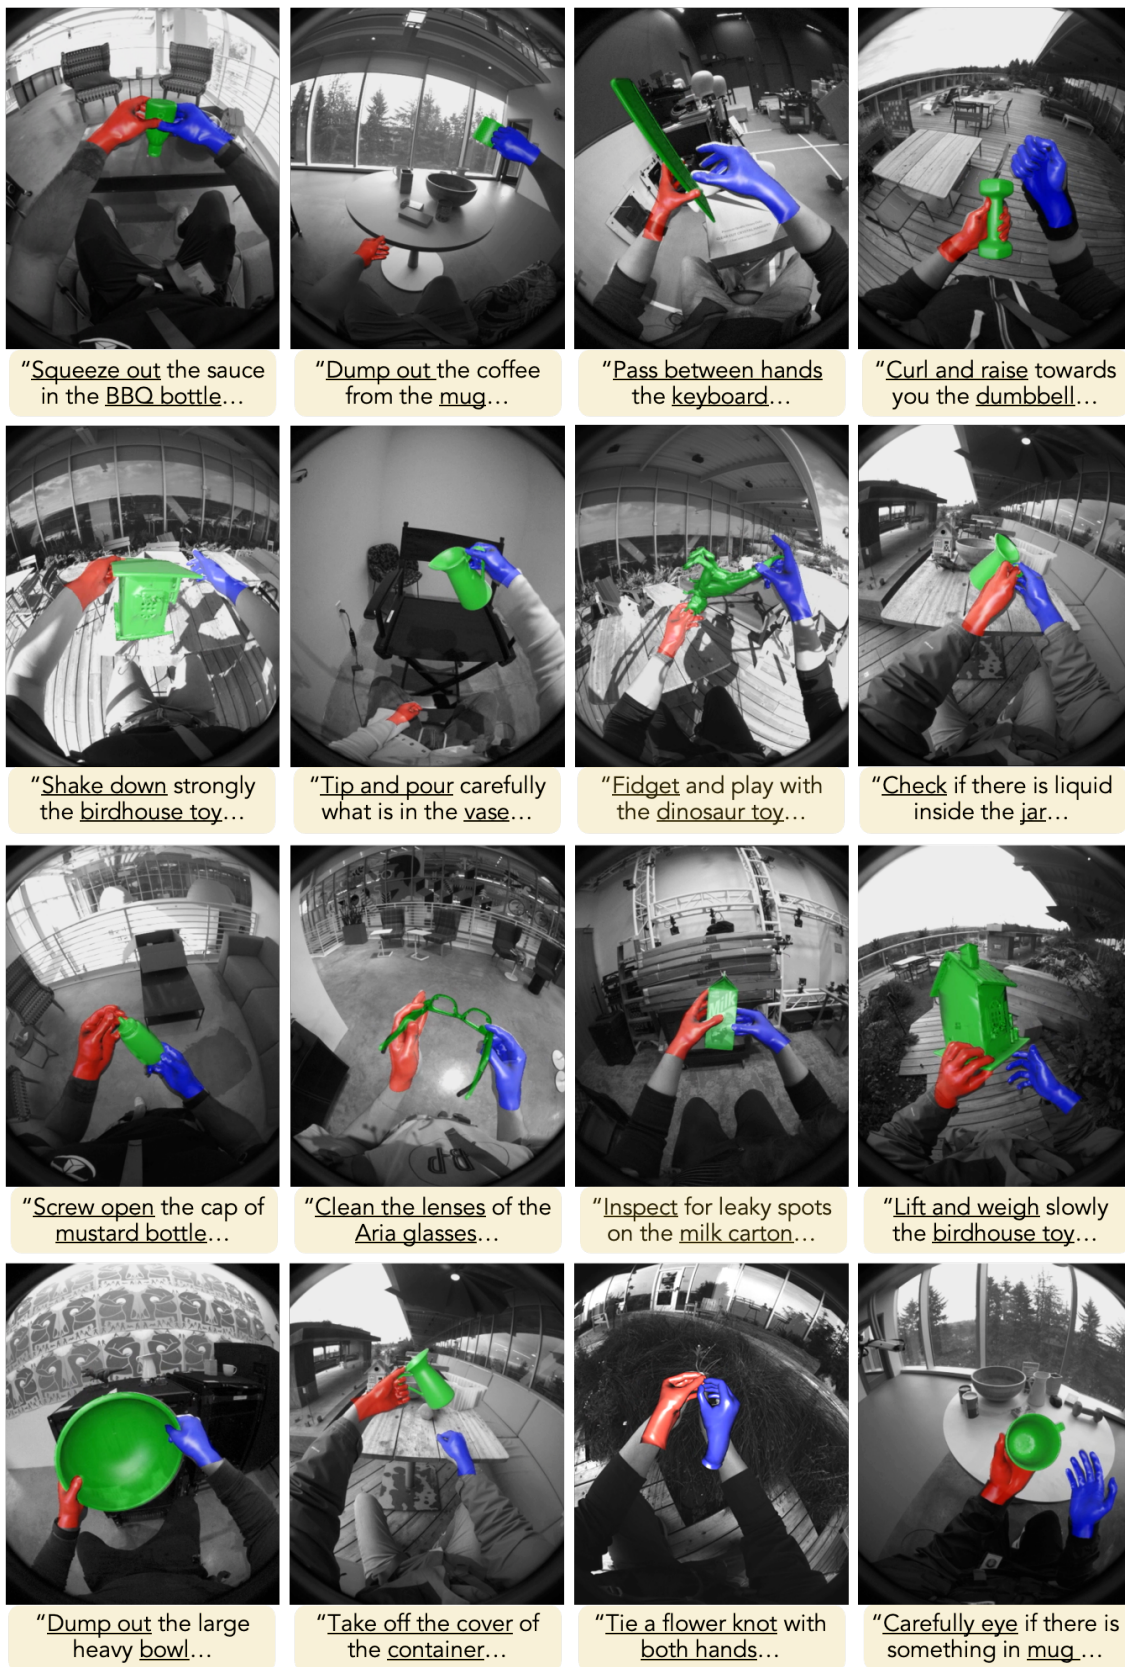 “Squeeze out the sauce
in the BBQ bottle...
“Dump out the coffee
from the mug...
“Pass between hands
the keyboard...
“Curl and raise towards
you the dumbbell...
“Shake down strongly
the birdhouse toy...
“Tip and pour carefully
what is in the vase...
“Fidget and play with
the dinosaur toy...
“Check if there is liquid
inside the jar...
Milk
“Screw open the cap of
mustard bottle...
“Clean the lenses of the
Aria glasses...
“Inspect for leaky spots
on the milk carton...
“Lift and weigh slowly
the birdhouse toy...
“Dump out the large
heavy bowl...
“Take off the cover of
the container...
“Tie a flower knot with
both hands...
“Carefully eye if there is
something in mug ...